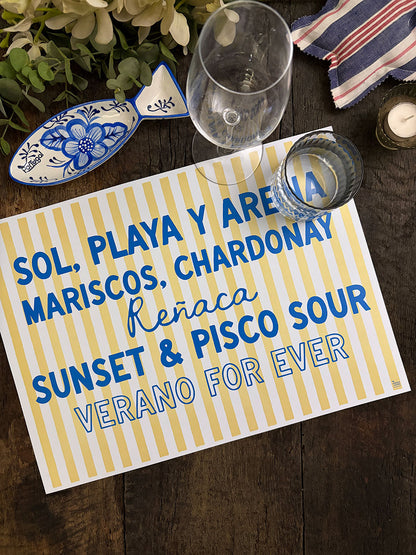 SOL, PLAYA Y ARENA
MARISCOS, CHARDONAY
Reñaca
SUNSET & PISCO SOUR
VERANO FOR EVER